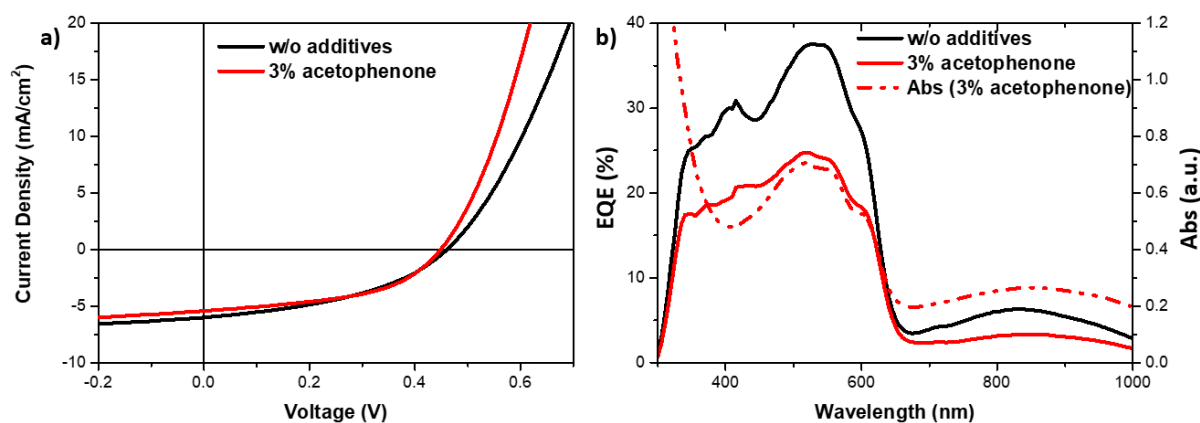 a)
w/o additives
3% acetophenone
Current Density (mA/cm²)
20
15
10
5
0
-5
-10
-0.2
0.0
0.2
0.4
0.6
Voltage (V)
b)
w/o additives
3% acetophenone
Abs (3% acetophenone)
EQE (%)
40
30
20
10
0
400
600
800
1000
Wavelength (nm)
1.2
1.0
0.8
0.6
0.4
0.2
0.0
Abs (a.u.)